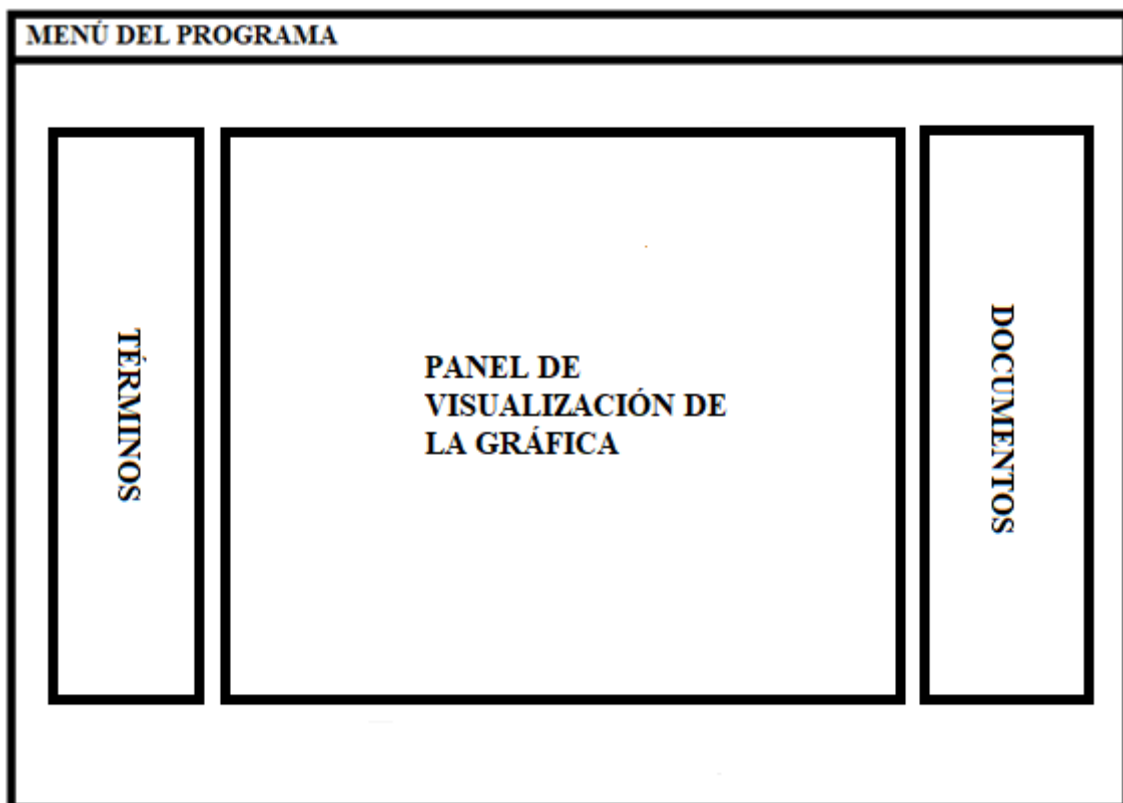 MENÚ DEL PROGRAMA
TÉRMINOS
PANEL DE
VISUALIZACIÓN DE
LA GRÁFICA
DOCUMENTOS